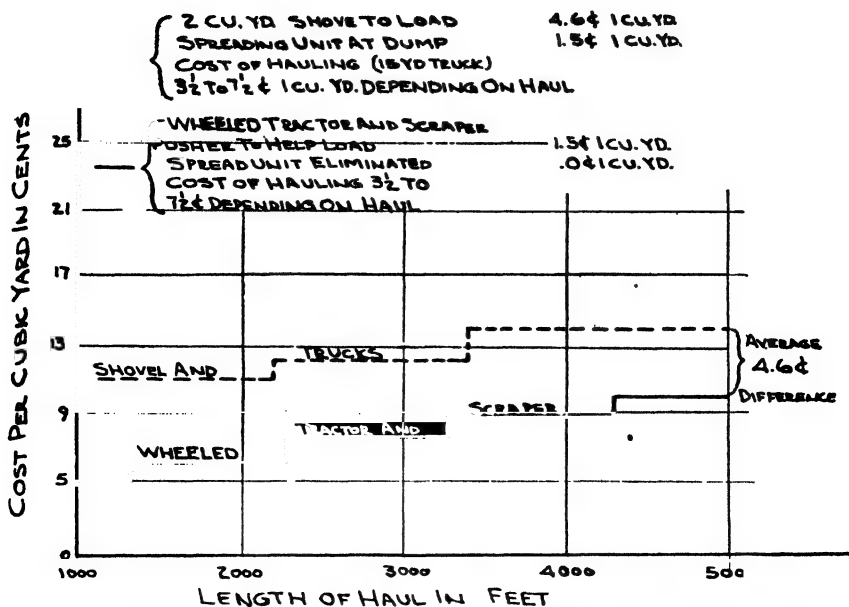 2 CU. YD. SHOVE TO LOAD 4.6¢ 1 CU.YD.
SPREADING UNIT AT DUMP 1.5¢ 1 CU.YD.
COST OF HAULING (15 YD TRUCK)
3½ TO 7½ ¢ 1 CU. YD. DEPENDING ON HAUL
WHEELED TRACTOR AND SCRAPER
PUSHER TO HELP LOAD 1.5¢ 1 CU.YD.
SPREAD UNIT ELIMINATED .0¢ 1 CU.YD.
COST OF HAULING 3½ TO
7½¢ DEPENDING ON HAUL
COST PER CUBIC YARD IN CENTS
25
21
17
13
9
5
0
SHOVEL AND TRUCKS
WHEELED TRACTOR AND SCRAPER
AVERAGE
4.6¢
DIFFERENCE
1000 2000 3000 4000 500
LENGTH OF HAUL IN FEET